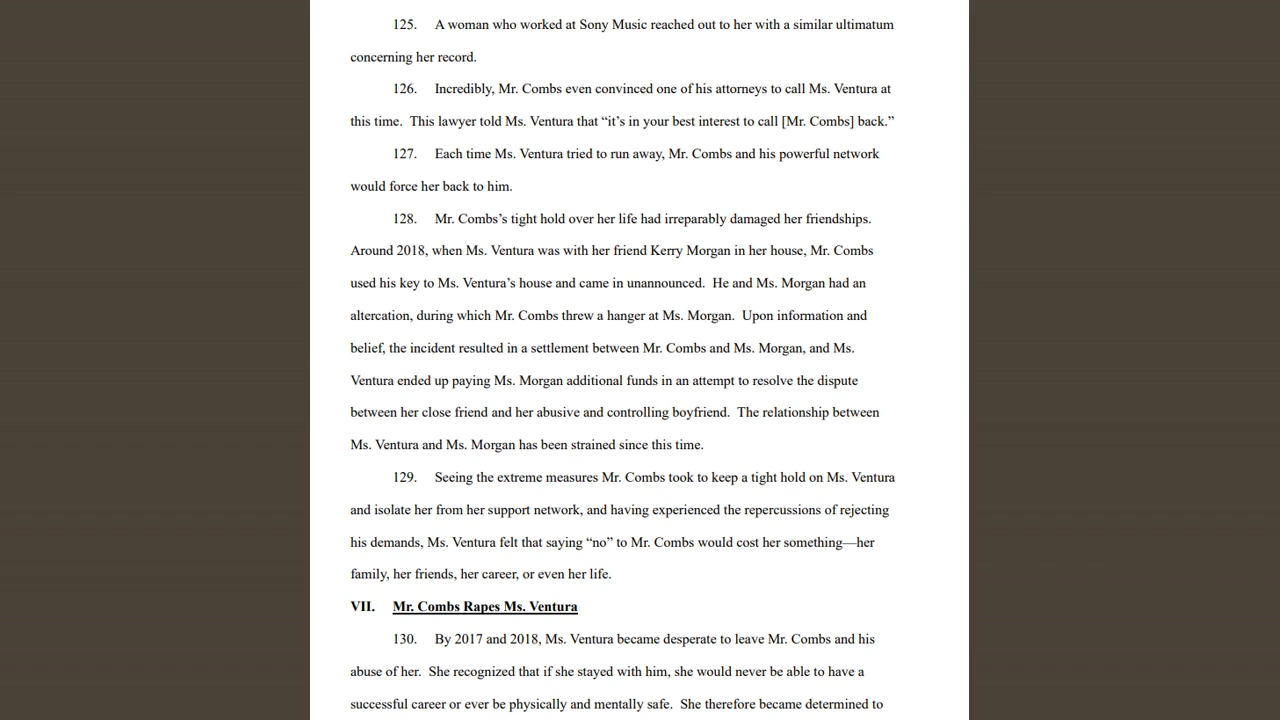 125. A woman who worked at Sony Music reached out to her with a similar ultimatum
concerning her record.
126. Incredibly, Mr. Combs even convinced one of his attorneys to call Ms. Ventura at
this time. This lawyer told Ms. Ventura that “it’s in your best interest to call [Mr. Combs] back.”
127. Each time Ms. Ventura tried to run away, Mr. Combs and his powerful network
would force her back to him.
128. Mr. Combs’s tight hold over her life had irreparably damaged her friendships.
Around 2018, when Ms. Ventura was with her friend Kerry Morgan in her house, Mr. Combs
used his key to Ms. Ventura’s house and came in unannounced. He and Ms. Morgan had an
altercation, during which Mr. Combs threw a hanger at Ms. Morgan. Upon information and
belief, the incident resulted in a settlement between Mr. Combs and Ms. Morgan, and Ms.
Ventura ended up paying Ms. Morgan additional funds in an attempt to resolve the dispute
between her close friend and her abusive and controlling boyfriend. The relationship between
Ms. Ventura and Ms. Morgan has been strained since this time.
129. Seeing the extreme measures Mr. Combs took to keep a tight hold on Ms. Ventura
and isolate her from her support network, and having experienced the repercussions of rejecting
his demands, Ms. Ventura felt that saying “no” to Mr. Combs would cost her something—her
family, her friends, her career, or even her life.
VII. Mr. Combs Rapes Ms. Ventura
130. By 2017 and 2018, Ms. Ventura became desperate to leave Mr. Combs and his
abuse of her. She recognized that if she stayed with him, she would never be able to have a
successful career or ever be physically and mentally safe. She therefore became determined to